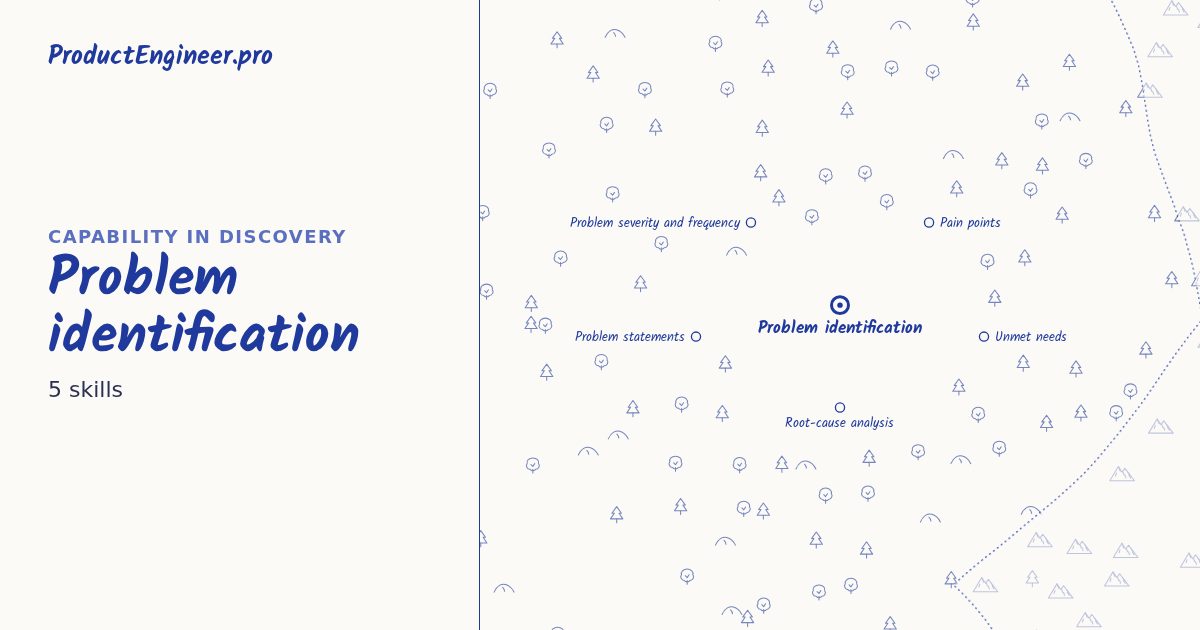 ProductEngineer.pro
CAPABILITY IN DISCOVERY
Problem
identification
5 skills
Problem severity and frequency
Pain points
Problem identification
Problem statements
Unmet needs
Root-cause analysis